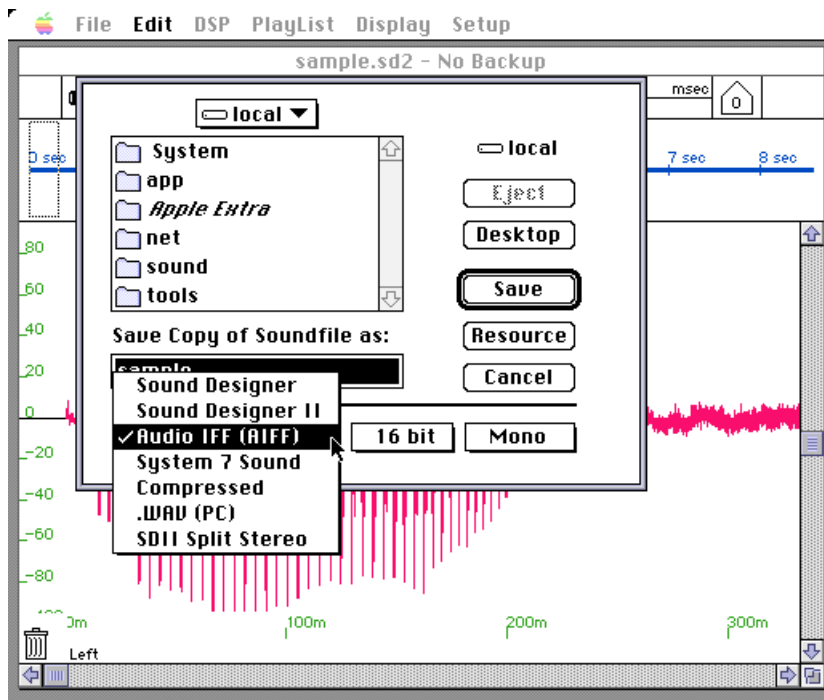 File Edit DSP PlayList Display Setup
sample.sd2 - No Backup
msec
0
0 sec
7 sec
8 sec
local
System
app
Apple Extra
net
sound
tools
local
Eject
Desktop
Save
Resource
Cancel
Save Copy of Soundfile as:
sample
Sound Designer
Sound Designer II
Audio IFF (AIFF)
System 7 Sound
Compressed
.WAV (PC)
SDII Split Stereo
16 bit
Mono
80
60
40
20
0
-20
-40
-60
-80
0m
100m
200m
300m
Left